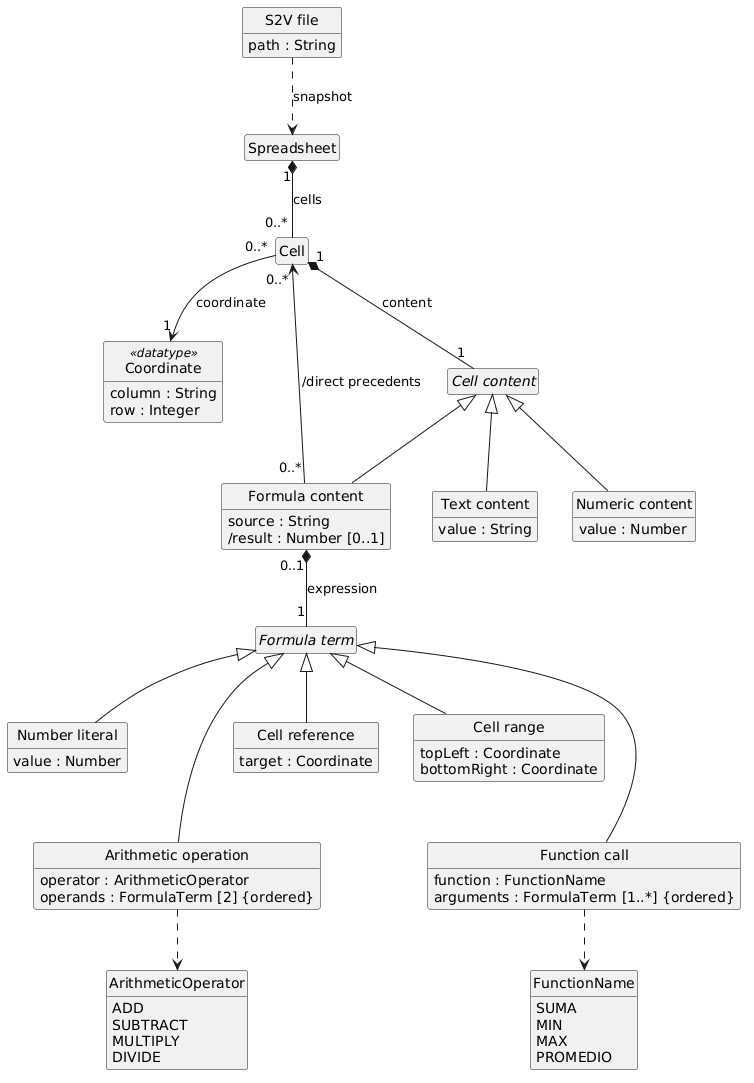 S2V file
path : String
snapshot
Spreadsheet
1
cells
0..*
0..*
Cell
1
0..*
coordinate
content
1
1
«datatype»
Coordinate
column : String
row : Integer
/direct precedents
Cell content
0..*
Formula content
source : String
/result : Number [0..1]
Text content
value : String
Numeric content
value : Number
0..1
expression
1
Formula term
Number literal
value : Number
Cell reference
target : Coordinate
Cell range
topLeft : Coordinate
bottomRight : Coordinate
Arithmetic operation
operator : ArithmeticOperator
operands : FormulaTerm [2] {ordered}
Function call
function : FunctionName
arguments : FormulaTerm [1..*] {ordered}
ArithmeticOperator
ADD
SUBTRACT
MULTIPLY
DIVIDE
FunctionName
SUMA
MIN
MAX
PROMEDIO